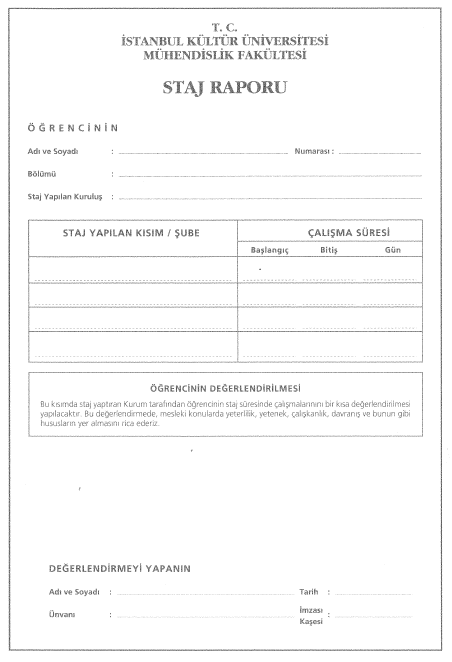 T. C.
İSTANBUL KÜLTÜR ÜNİVERSİTESİ
MÜHENDİSLİK FAKÜLTESİ
STAJ RAPORU
ÖĞRENCİNİN
Adı ve Soyadı : Numarası :
Bölümü :
Staj Yapılan Kuruluş :
STAJ YAPILAN KISIM / ŞUBE ÇALIŞMA SÜRESİ
Başlangıç Bitiş Gün
ÖĞRENCİNİN DEĞERLENDİRİLMESİ
Bu kısımda staj yaptıran Kurum tarafından öğrencinin staj süresinde çalışmalarınını bir kısa değerlendirilmesi
yapılacaktır. Bu değerlendirmede, mesleki konularda yeterlilik, yetenek, çalışkanlık, davranış ve bunun gibi
hususların yer almasını rica ederiz.
DEĞERLENDİRMEYİ YAPANIN
Adı ve Soyadı : Tarih :
Ünvanı : İmzası :
Kaşesi